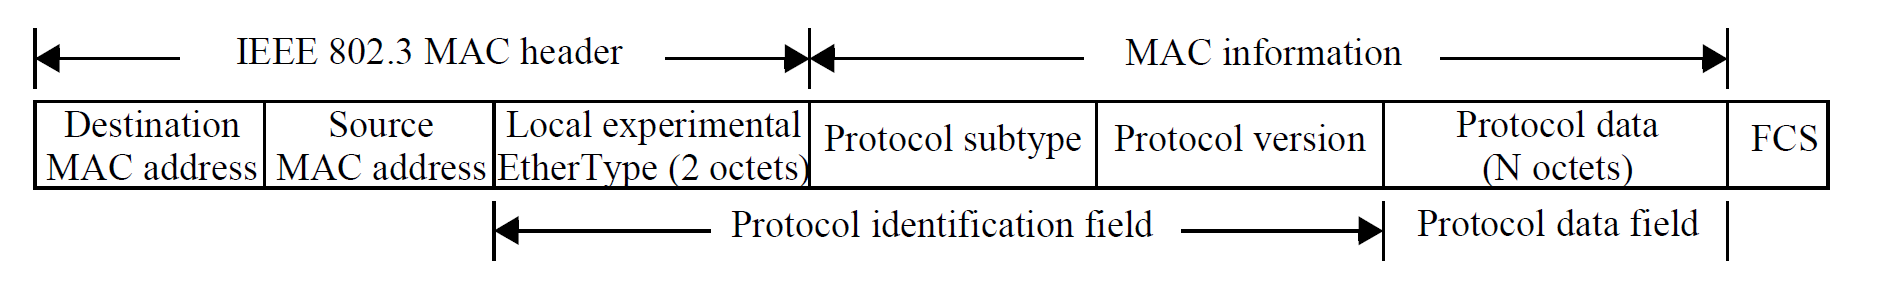 IEEE 802.3 MAC header
MAC information
Destination
MAC address
Source
MAC address
Local experimental
EtherType (2 octets)
Protocol subtype
Protocol version
Protocol data
(N octets)
FCS
Protocol identification field
Protocol data field